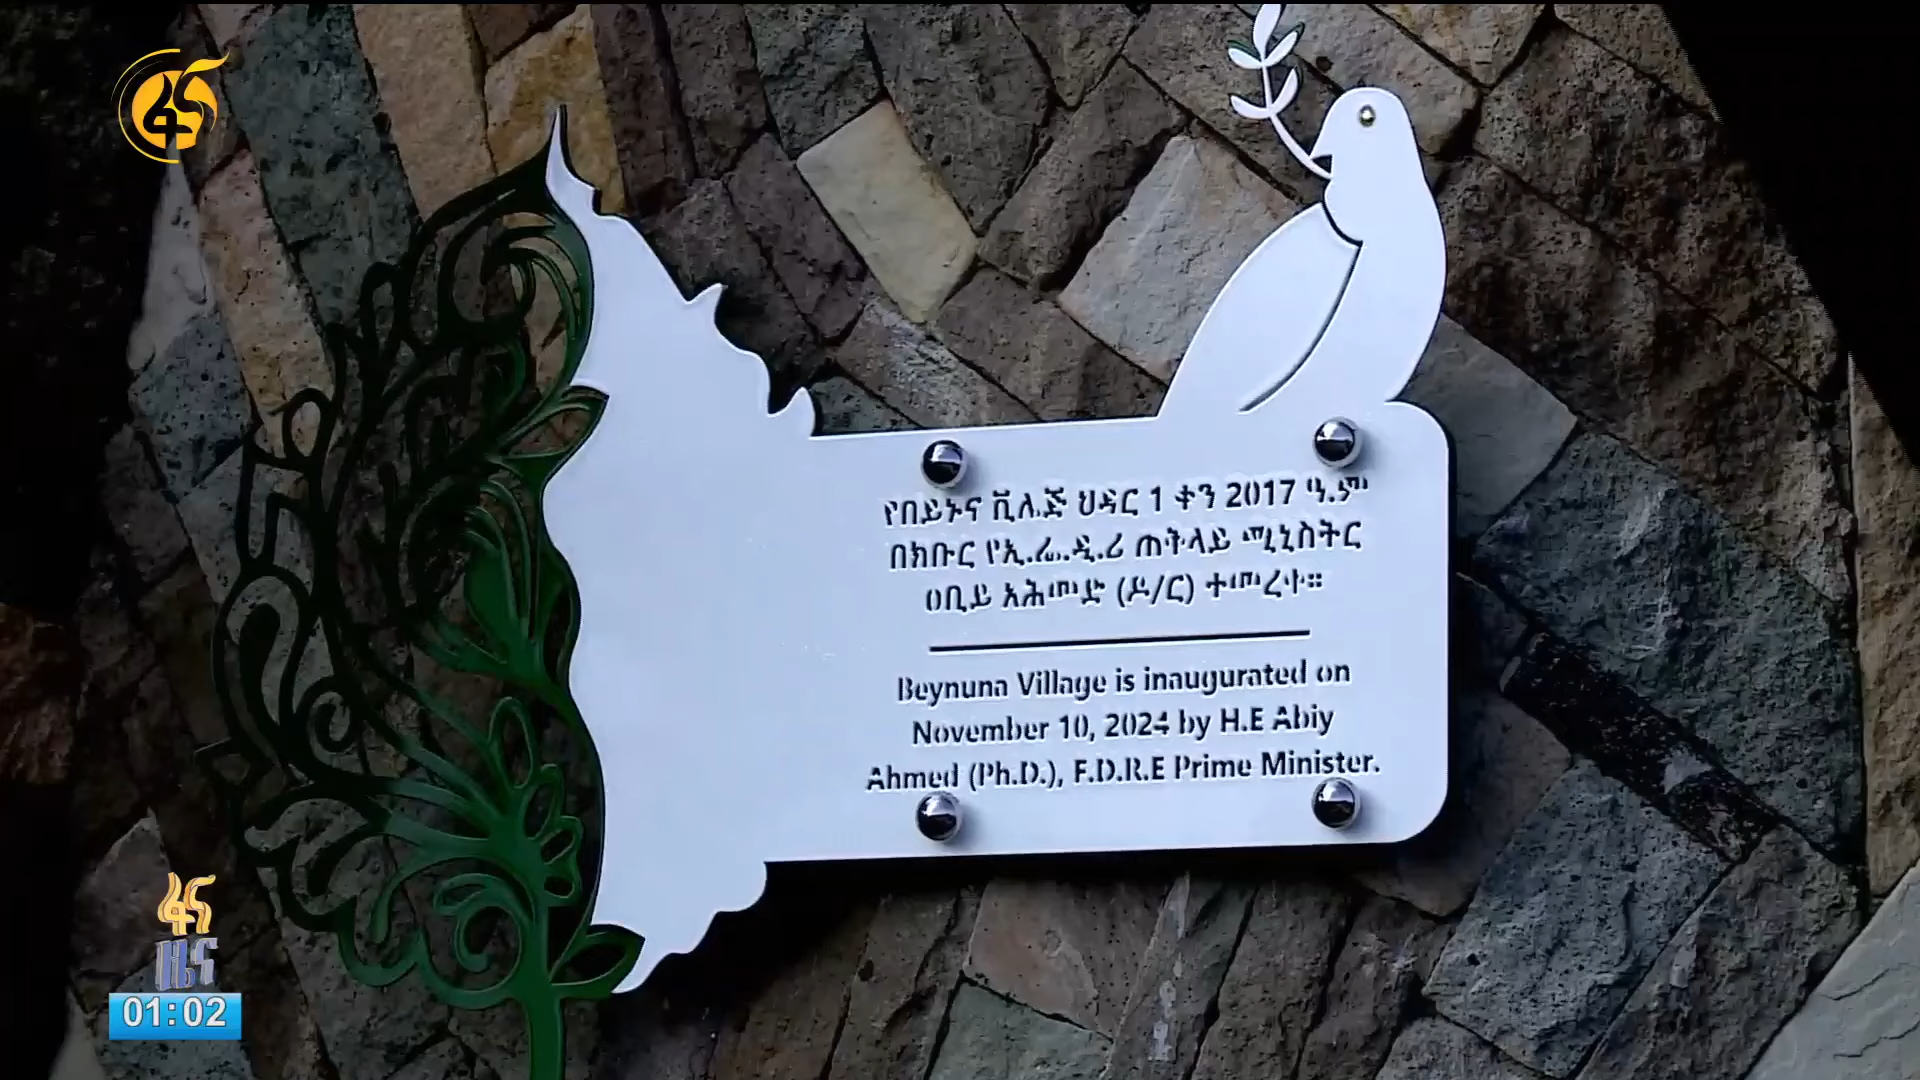 ፋና
የበይኑና ቪሌጅ ህዳር 1 ቀን 2017 ዓ.ም
በክቡር የኢ.ፌ.ዲ.ሪ ጠቅላይ ሚኒስትር
ዐቢይ አሕመድ (ዶ/ር) ተመረቀ።
Beynuna Village is inaugurated on
November 10, 2024 by H.E Abiy
Ahmed (Ph.D.), F.D.R.E Prime Minister.
ፋና
ዜና
01:02